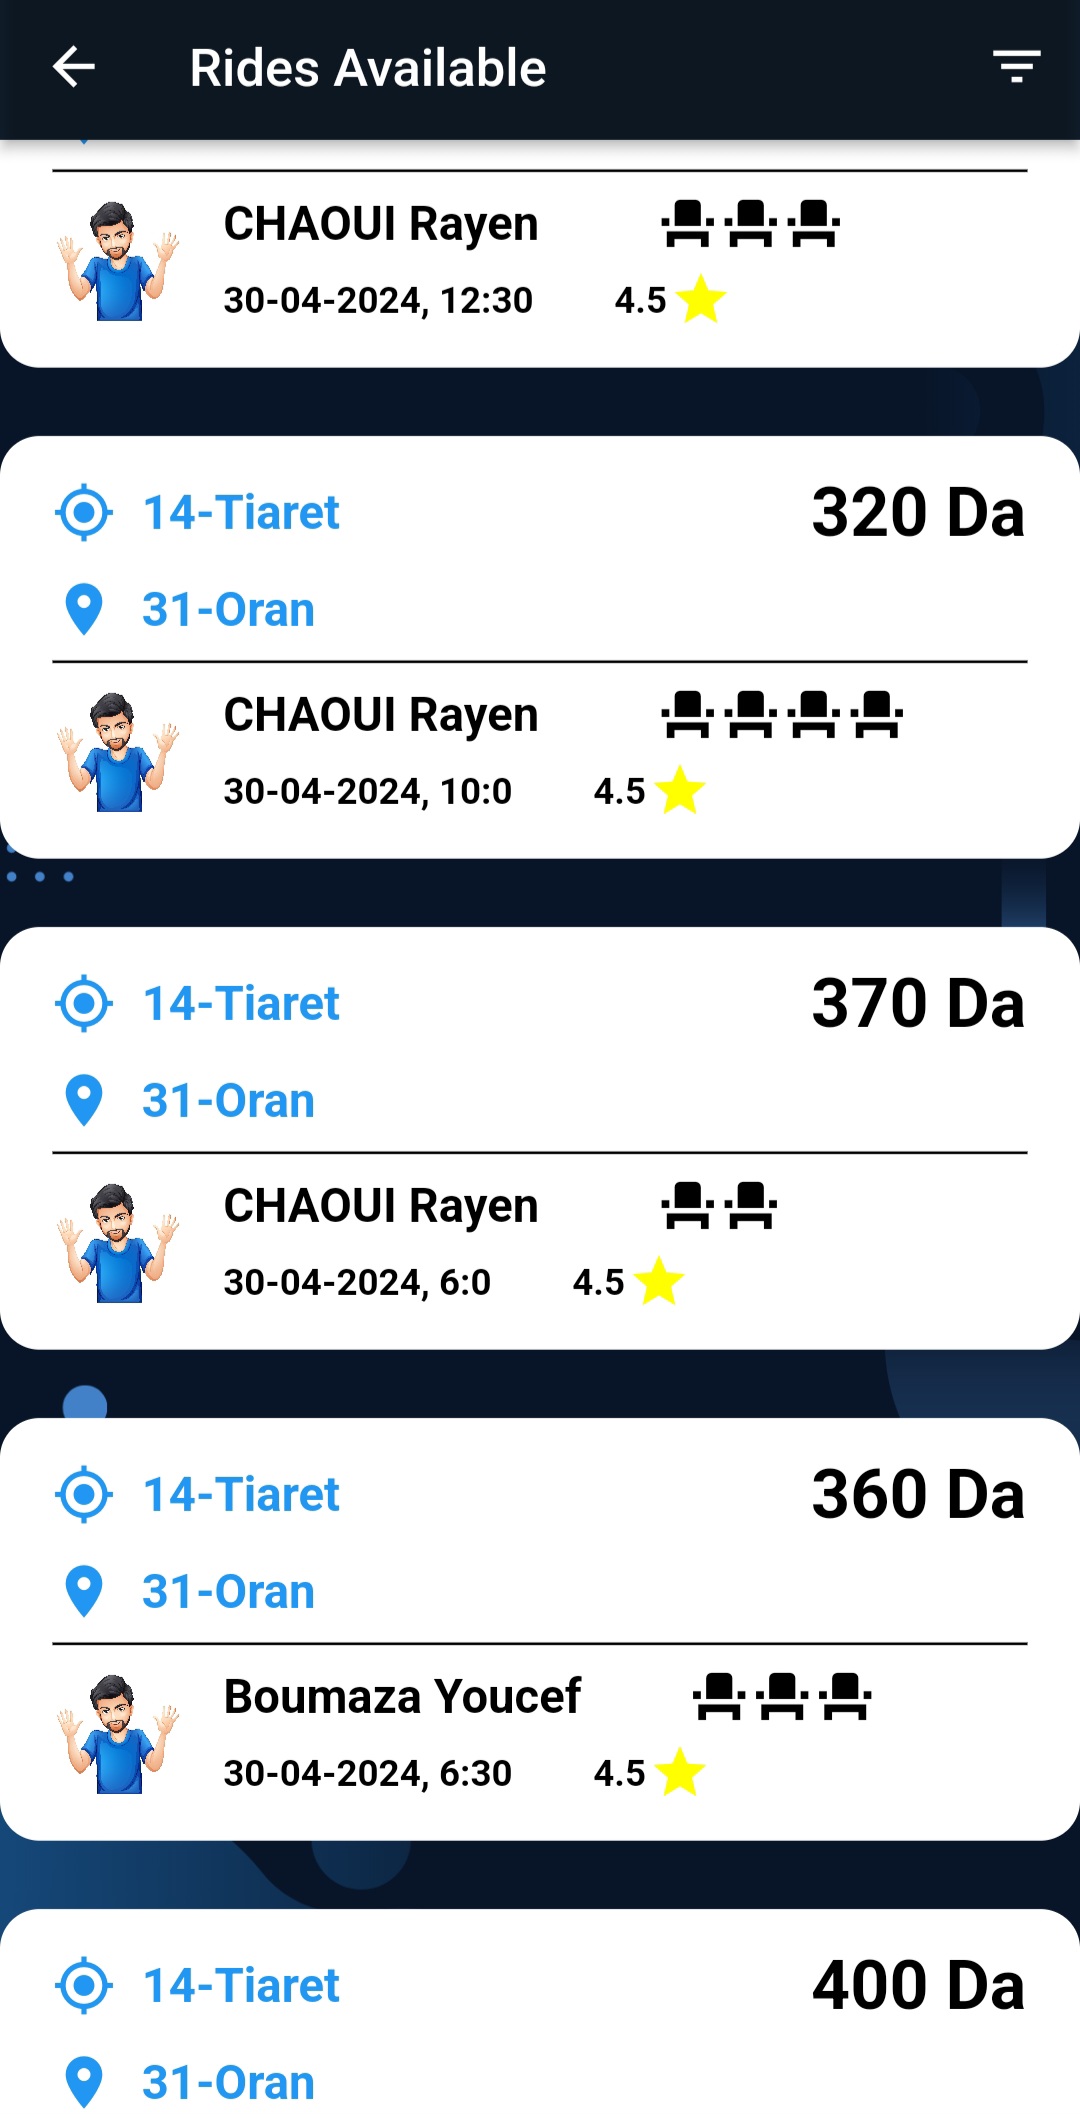 Rides Available
CHAOUI Rayen
30-04-2024, 12:30 4.5
14-Tiaret 320 Da
31-Oran
CHAOUI Rayen
30-04-2024, 10:0 4.5
14-Tiaret 370 Da
31-Oran
CHAOUI Rayen
30-04-2024, 6:0 4.5
14-Tiaret 360 Da
31-Oran
Boumaza Youcef
30-04-2024, 6:30 4.5
14-Tiaret 400 Da
31-Oran